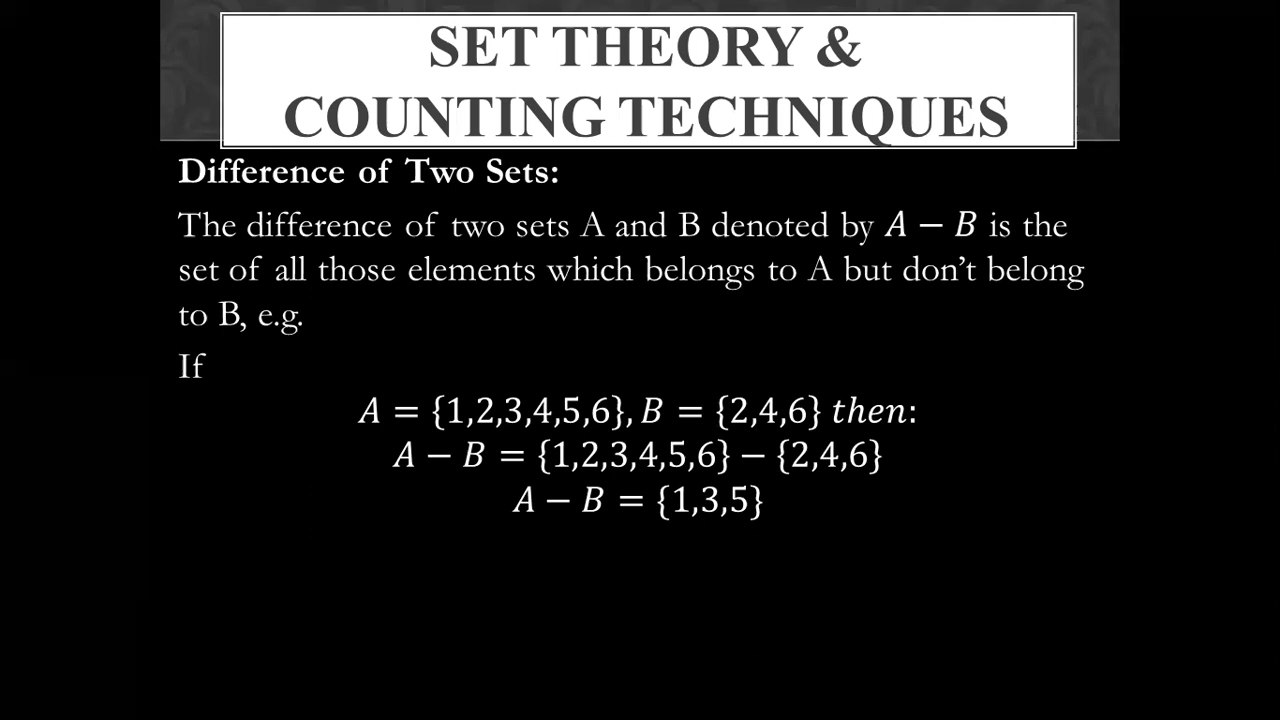 SET THEORY &
COUNTING TECHNIQUES
Difference of Two Sets:
The difference of two sets A and B denoted by A − B is the
set of all those elements which belongs to A but don’t belong
to B, e.g.
If
A = {1,2,3,4,5,6}, B = {2,4,6} then:
A − B = {1,2,3,4,5,6} − {2,4,6}
A − B = {1,3,5}